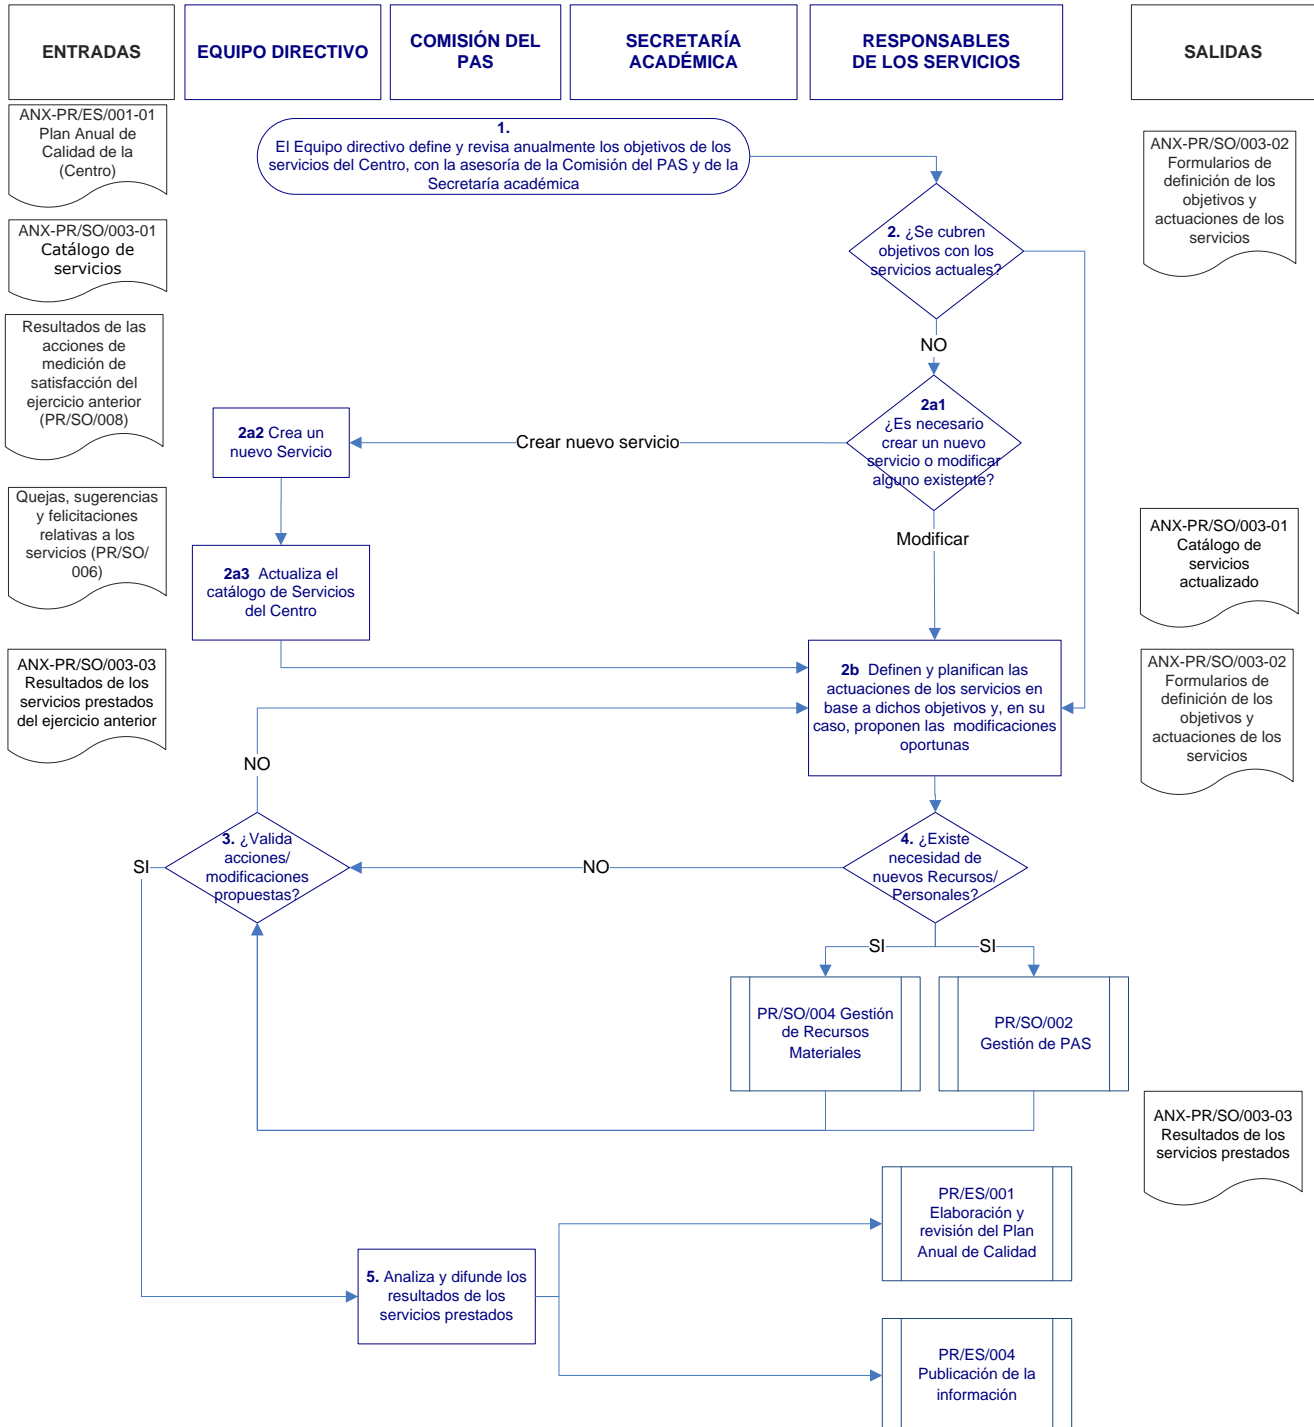 ENTRADAS
EQUIPO DIRECTIVO
COMISIÓN DEL
PAS
SECRETARÍA
ACADÉMICA
RESPONSABLES
DE LOS SERVICIOS
SALIDAS
ANX-PR/ES/001-01
Plan Anual de
Calidad de la
(Centro)
ANX-PR/SO/003-01
Catálogo de
servicios
Resultados de las
acciones de
medición de
satisfacción del
ejercicio anterior
(PR/SO/008)
Quejas, sugerencias
y felicitaciones
relativas a los
servicios (PR/SO/
006)
ANX-PR/SO/003-03
Resultados de los
servicios prestados
del ejercicio anterior
1.
El Equipo directivo define y revisa anualmente los objetivos de los
servicios del Centro, con la asesoría de la Comisión del PAS y de la
Secretaría académica
2. ¿Se cubren
objetivos con los
servicios actuales?
NO
2a1
¿Es necesario
crear un nuevo
servicio o modificar
alguno existente?
Crear nuevo servicio
Modificar
2a2 Crea un
nuevo Servicio
2a3 Actualiza el
catálogo de Servicios
del Centro
2b Definen y planifican las
actuaciones de los servicios en
base a dichos objetivos y, en su
caso, proponen las modificaciones
oportunas
NO
SI
3. ¿Valida
acciones/
modificaciones
propuestas?
NO
4. ¿Existe
necesidad de
nuevos Recursos/
Personales?
SI
SI
PR/SO/004 Gestión
de Recursos
Materiales
PR/SO/002
Gestión de PAS
5. Analiza y difunde los
resultados de los
servicios prestados
PR/ES/001
Elaboración y
revisión del Plan
Anual de Calidad
PR/ES/004
Publicación de la
información
ANX-PR/SO/003-02
Formularios de
definición de los
objetivos y
actuaciones de los
servicios
ANX-PR/SO/003-01
Catálogo de
servicios
actualizado
ANX-PR/SO/003-02
Formularios de
definición de los
objetivos y
actuaciones de los
servicios
ANX-PR/SO/003-03
Resultados de los
servicios prestados